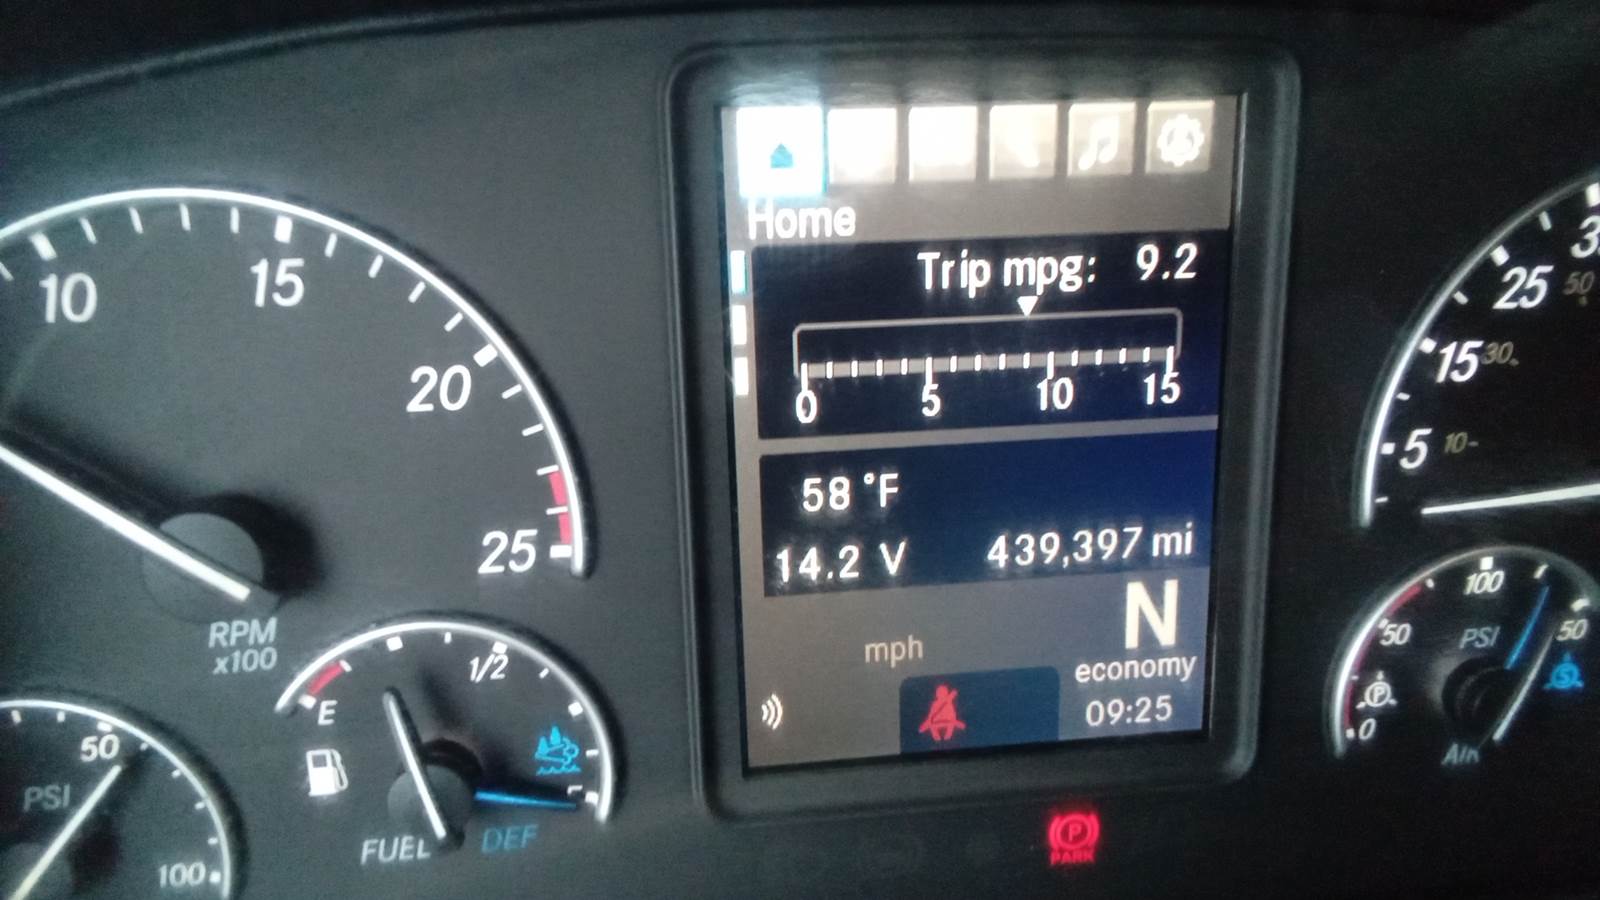 10
15
20
25
RPM
x100
E
1/2
FUEL
DEF
50
PSI
100
Home
Trip mpg: 9.2
0 5 10 15
58 °F
14.2 V 439,397 mi
N
mph
economy
09:25
P
PARK
5 10
15 30
25 50
50
100
50
PSI
P
S
0
AIR